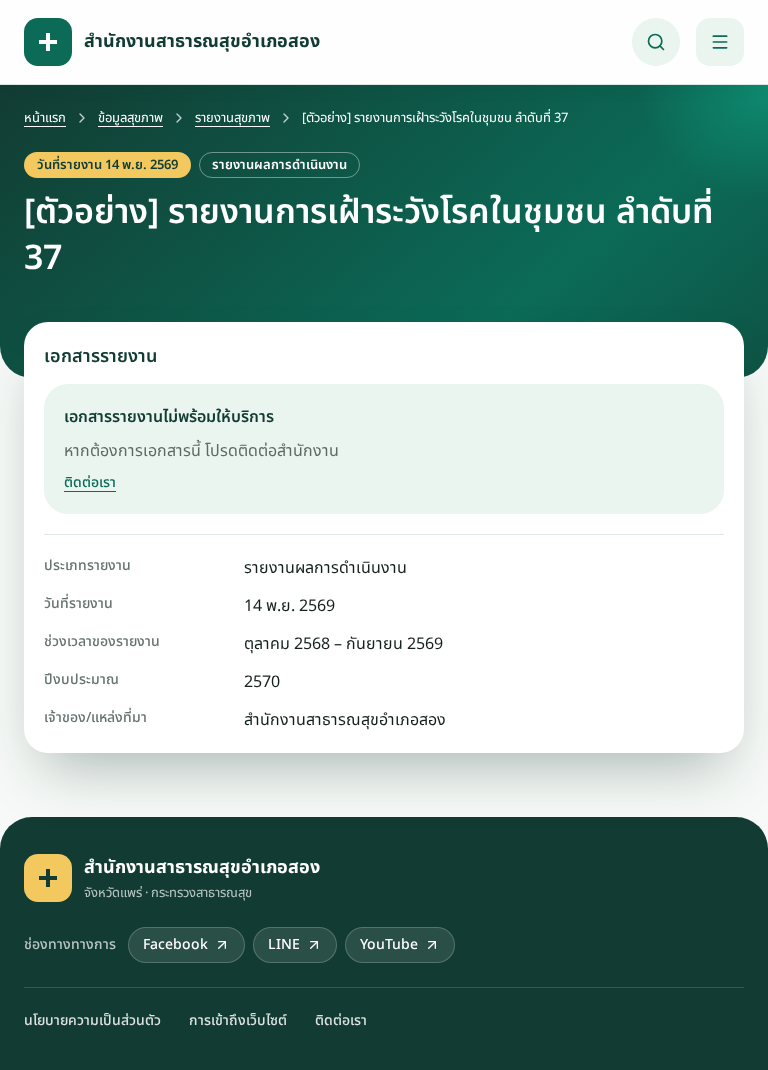 สำนักงานสาธารณสุขอำเภอสอง
หน้าแรก
ข้อมูลสุขภาพ
รายงานสุขภาพ
[ตัวอย่าง] รายงานการเฝ้าระวังโรคในชุมชน ลำดับที่ 37
วันที่รายงาน 14 พ.ย. 2569
รายงานผลการดำเนินงาน
[ตัวอย่าง] รายงานการเฝ้าระวังโรคในชุมชน ลำดับที่
37
เอกสารรายงาน
เอกสารรายงานไม่พร้อมให้บริการ
หากต้องการเอกสารนี้ โปรดติดต่อสำนักงาน
ติดต่อเรา
ประเภทรายงาน
รายงานผลการดำเนินงาน
วันที่รายงาน
14 พ.ย. 2569
ช่วงเวลาของรายงาน
ตุลาคม 2568 – กันยายน 2569
ปีงบประมาณ
2570
เจ้าของ/แหล่งที่มา
สำนักงานสาธารณสุขอำเภอสอง
สำนักงานสาธารณสุขอำเภอสอง
จังหวัดแพร่ · กระทรวงสาธารณสุข
ช่องทางทางการ
Facebook
LINE
YouTube
นโยบายความเป็นส่วนตัว
การเข้าถึงเว็บไซต์
ติดต่อเรา